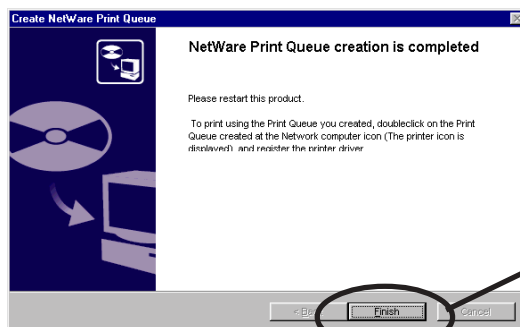 Create NetWare Print Queue
NetWare Print Queue creation is completed
Please restart this product.
To print using the Print Queue you created, doubleclick on the Print
Queue created at the Network computer icon (The printer icon is
displayed), and register the printer driver
Finish
Cancel